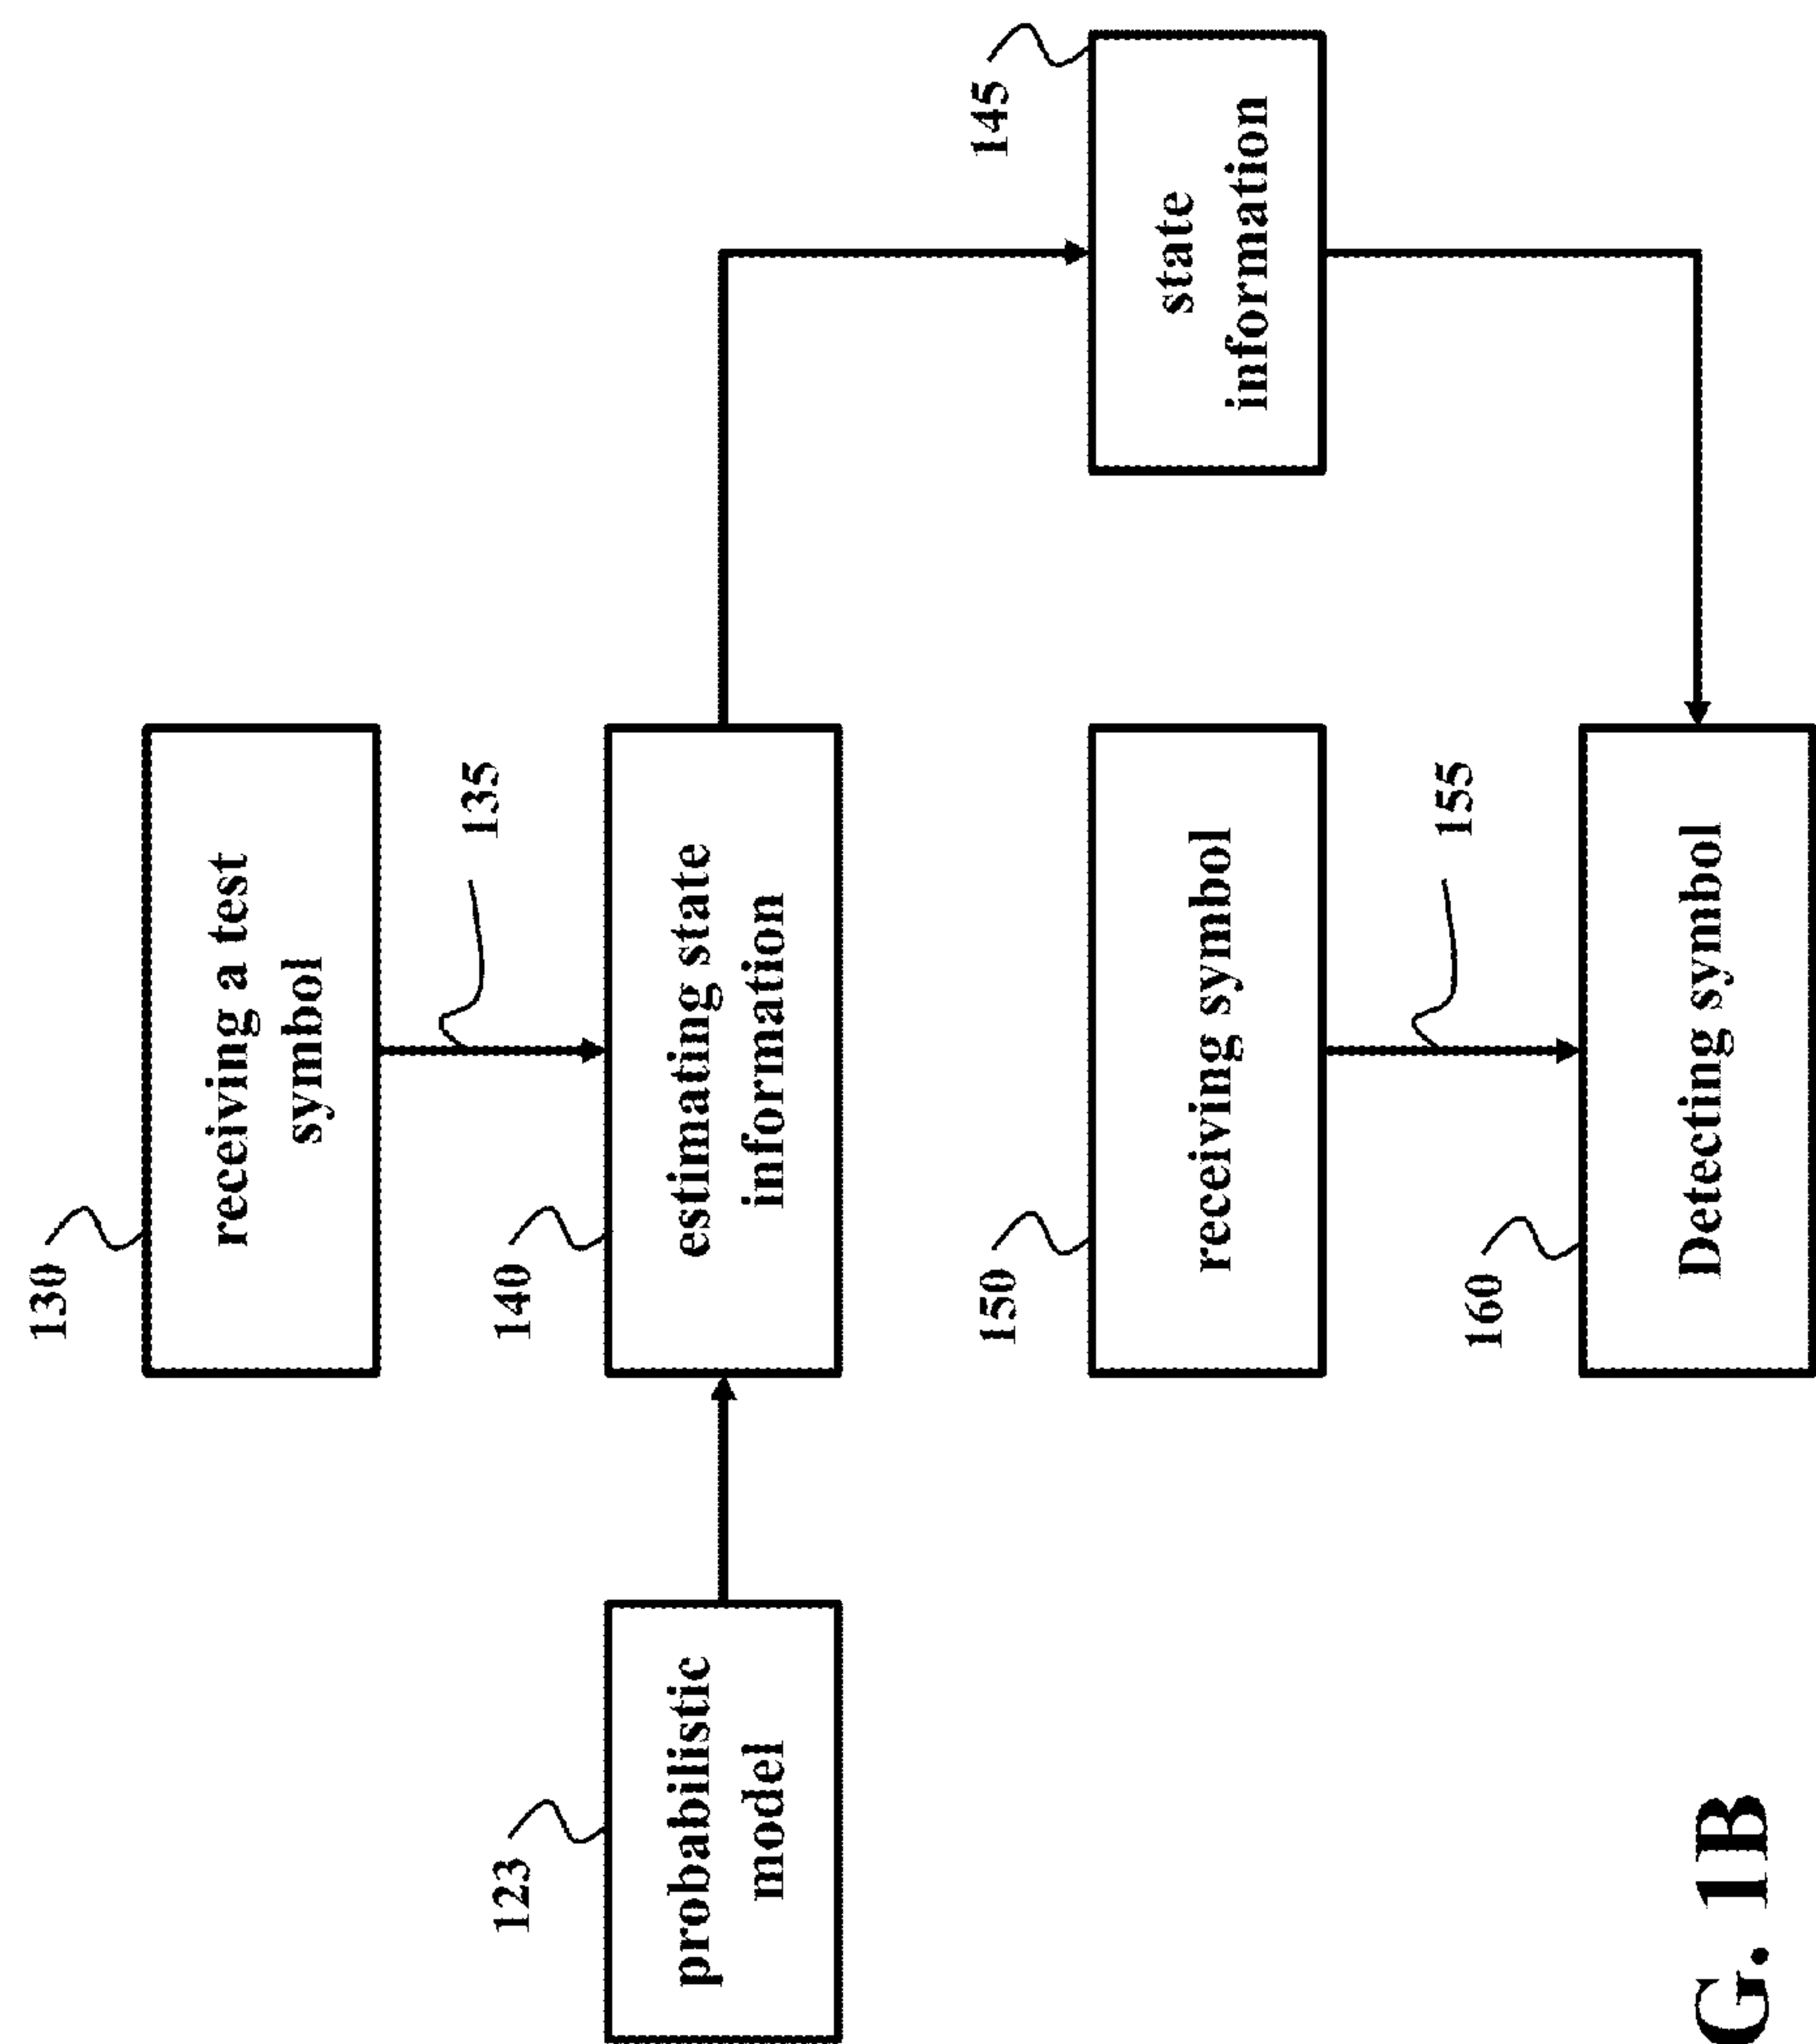 130
receiving a test
symbol
135
123
probabilistic
model
140
estimating state
information
145
state
information
150
receiving symbol
155
160
Detecting symbol
G. 1B